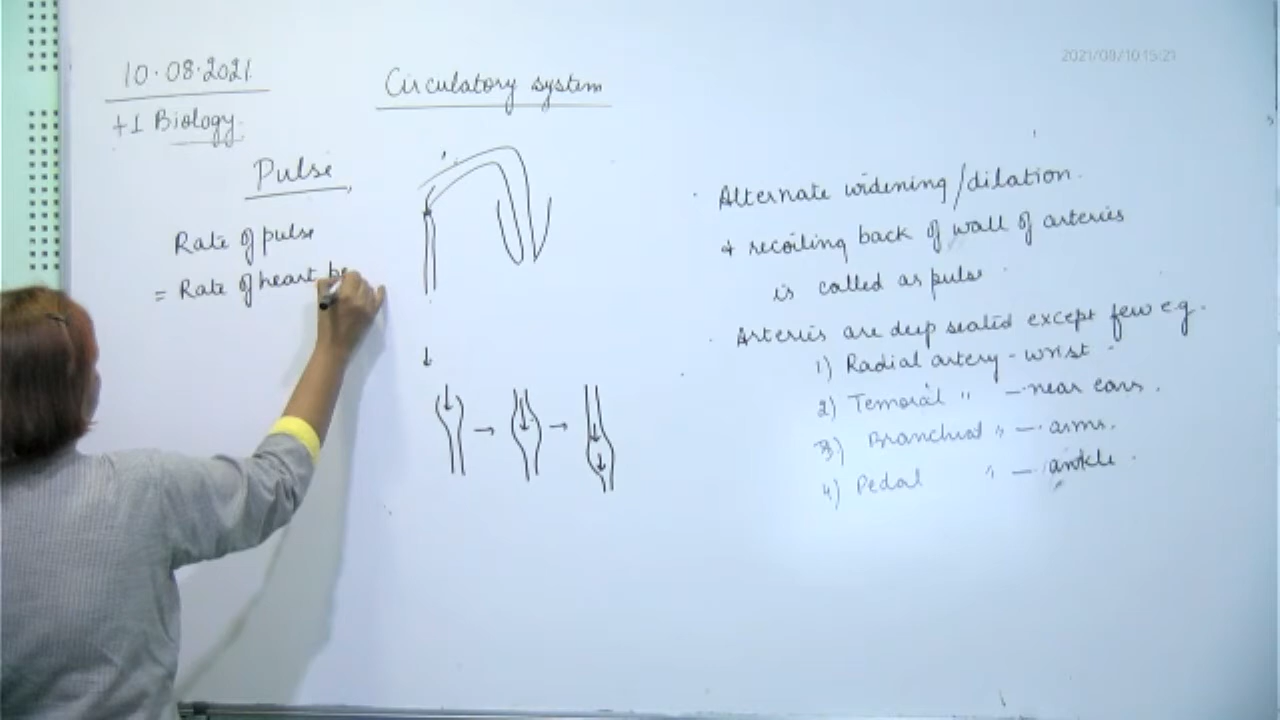 2021/08/10 15:21
10.08.2021
+1 Biology
Circulatory system
Pulse
Rate of pulse
= Rate of heart be
Alternate widening/dilation
& recoiling back of wall of arteries
is called as pulse
Arteries are deep seated except few e.g.
1) Radial artery - wrist
2) Temoral " - near ears.
3) Branchial " - arms.
4) Pedal " - ankle.